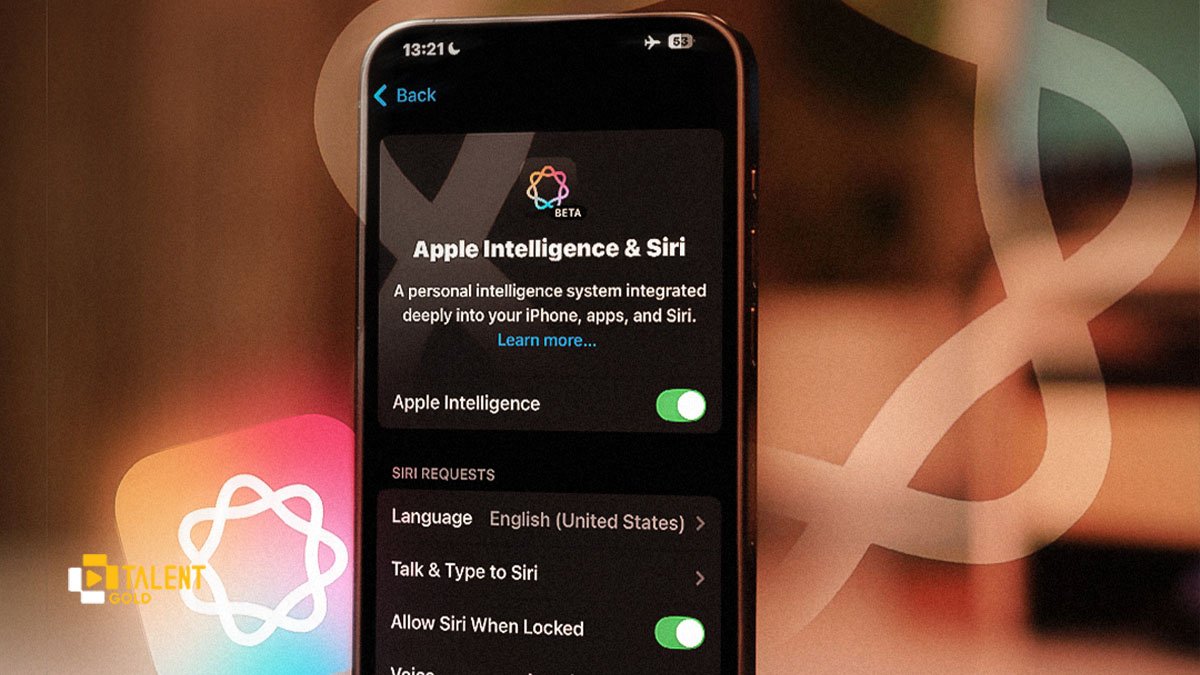 13:21
53
Back
BETA
Apple Intelligence & Siri
A personal intelligence system integrated
deeply into your iPhone, apps, and Siri.
Learn more...
Apple Intelligence
SIRI REQUESTS
Language English (United States)
Talk & Type to Siri
Allow Siri When Locked
TALENT
GOLD